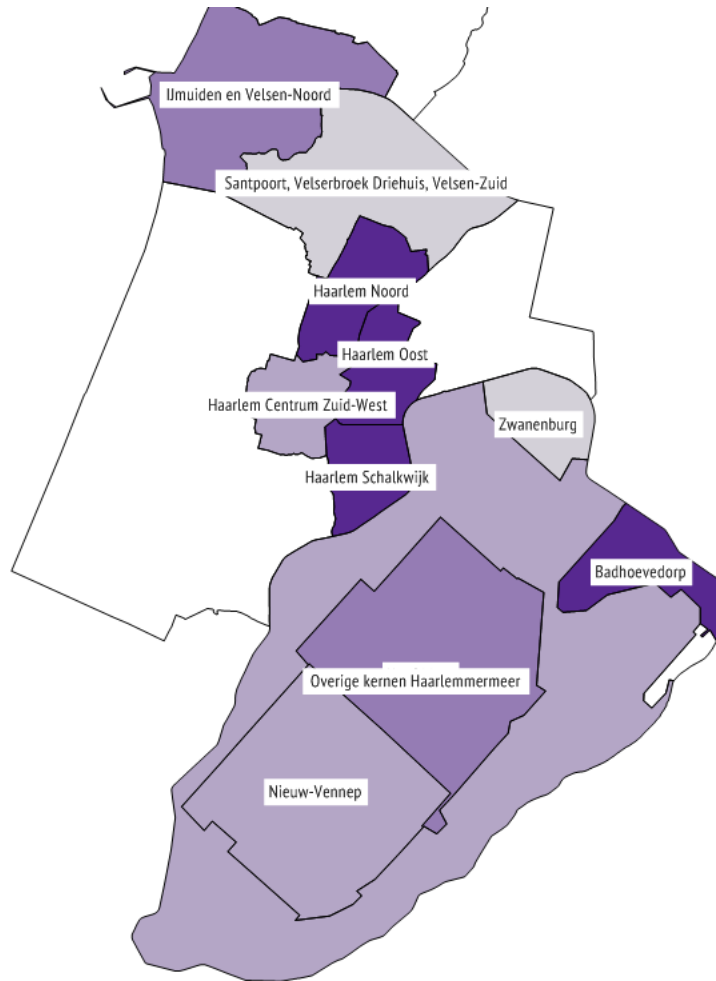 IJmuiden en Velsen-Noord
Santpoort, Velserbroek Driehuis, Velsen-Zuid
Haarlem Noord
Haarlem Oost
Haarlem Centrum Zuid-West
Zwanenburg
Haarlem Schalkwijk
Badhoevedorp
Overige kernen Haarlemmermeer
Nieuw-Vennep